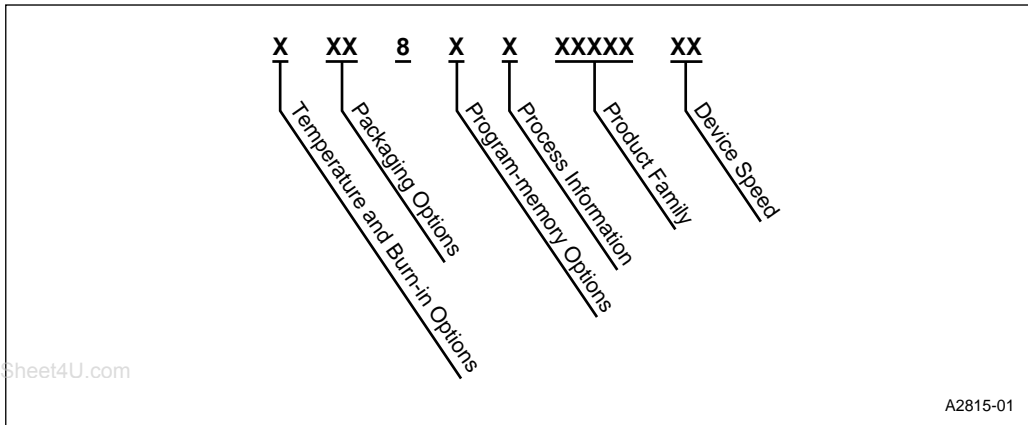 X XX 8 X X XXXXX XX
Temperature and Burn-in Options
Packaging Options
Program-memory Options
Process Information
Product Family
Device Speed
Sheet4U.com
A2815-01